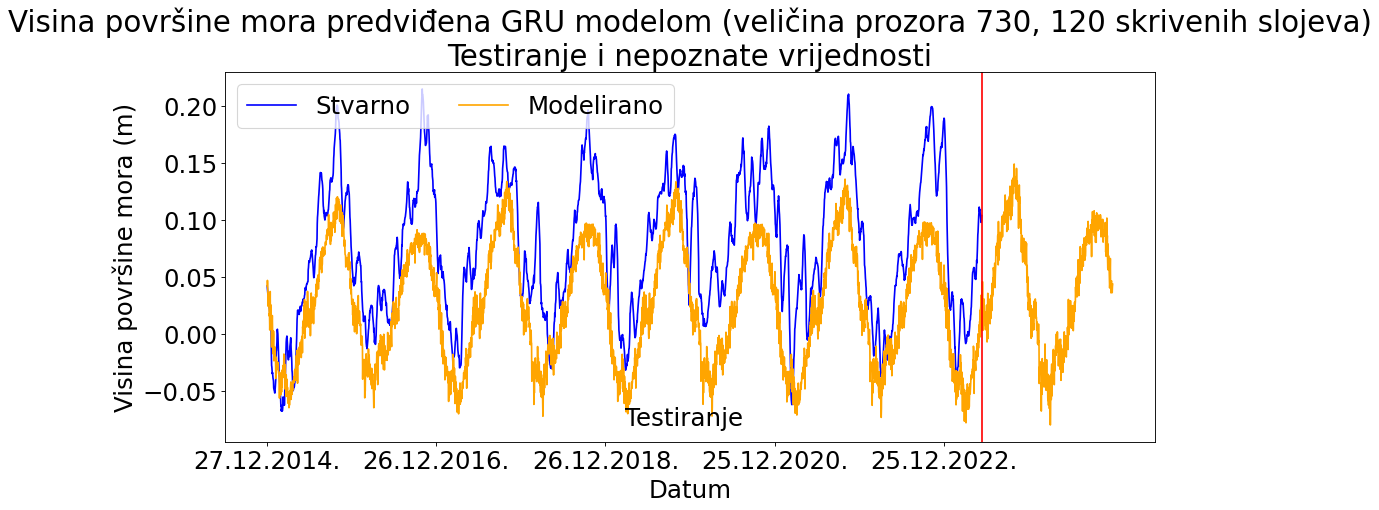 Visina površine mora predviđena GRU modelom (veličina prozora 730, 120 skrivenih slojeva)
Testiranje i nepoznate vrijednosti
Stvarno Modelirano
Visina površine mora (m)
0.20
0.15
0.10
0.05
0.00
−0.05
Testiranje
27.12.2014. 26.12.2016. 26.12.2018. 25.12.2020. 25.12.2022.
Datum